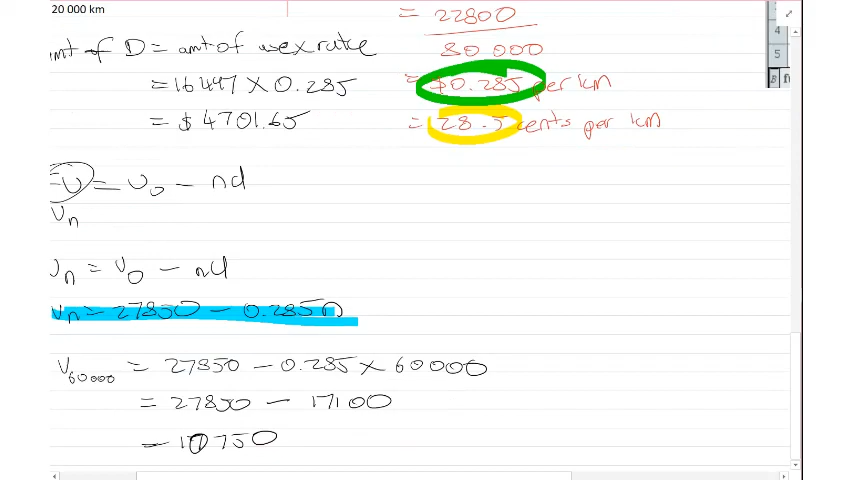 20 000 km
= 22800
80 000
amt of D = amt of use x rate
= 16497 × 0.285
= $0.285 per km
= $4701.65
= 28.5 cents per km
= V0 - nd
Vn
Vn = V0 - nd
Vn = 27850 - 0.285n
V60000 = 27850 - 0.285 × 60000
= 27850 - 17100
= 10750
4
5